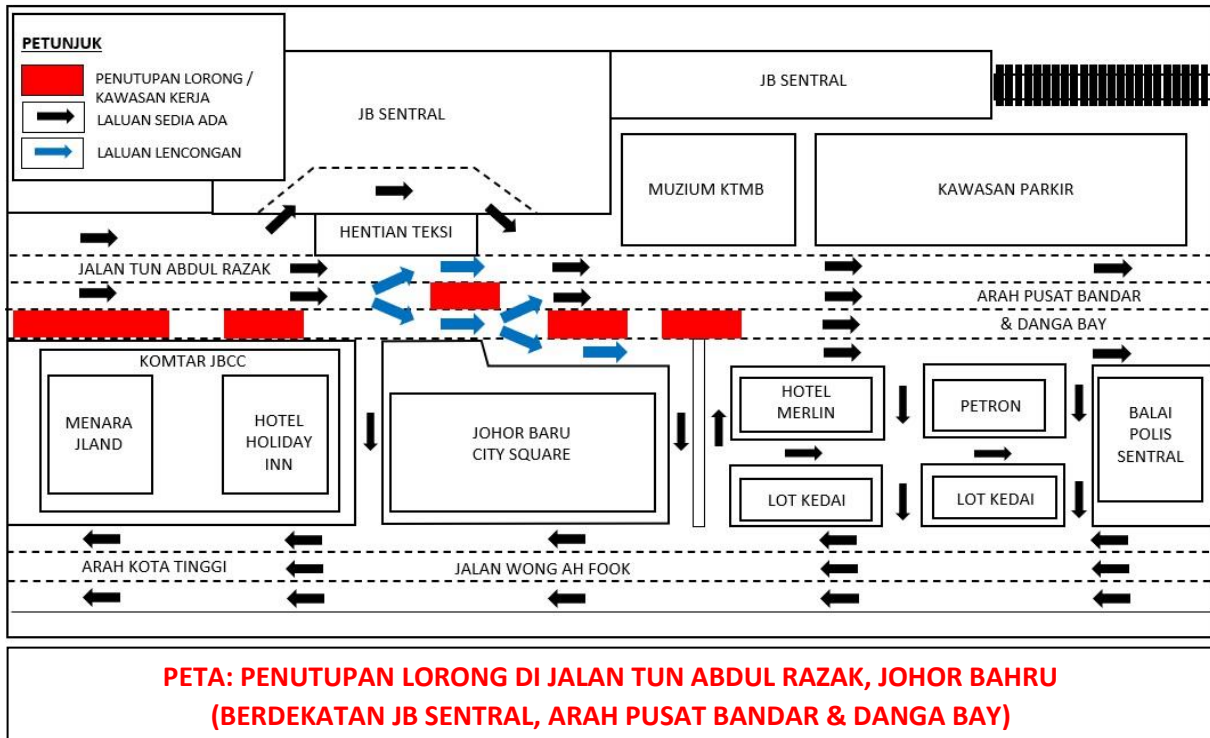 PETUNJUK
PENUTUPAN LORONG /
KAWASAN KERJA
LALUAN SEDIA ADA
LALUAN LENCONGAN
JB SENTRAL
JB SENTRAL
MUZIUM KTMB
KAWASAN PARKIR
HENTIAN TEKSI
JALAN TUN ABDUL RAZAK
ARAH PUSAT BANDAR
& DANGA BAY
KOMTAR JBCC
MENARA
JLAND
HOTEL
HOLIDAY
INN
JOHOR BARU
CITY SQUARE
HOTEL
MERLIN
PETRON
BALAI
POLIS
SENTRAL
LOT KEDAI
LOT KEDAI
ARAH KOTA TINGGI
JALAN WONG AH FOOK
PETA: PENUTUPAN LORONG DI JALAN TUN ABDUL RAZAK, JOHOR BAHRU
(BERDEKATAN JB SENTRAL, ARAH PUSAT BANDAR & DANGA BAY)